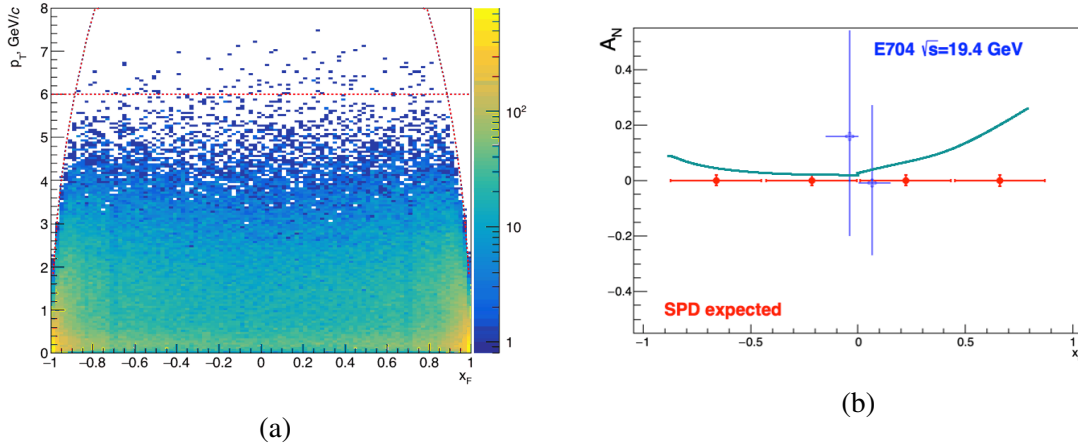 p_T, GeV/c
8
7
6
5
4
3
2
1
0
−1 −0.8 −0.6 −0.4 −0.2 0 0.2 0.4 0.6 0.8 1
x_F
10^2
10
1
(a)
A_N
E704 √s=19.4 GeV
0.4
0.2
0
−0.2
−0.4
SPD expected
−1 −0.5 0 0.5 1
x
(b)